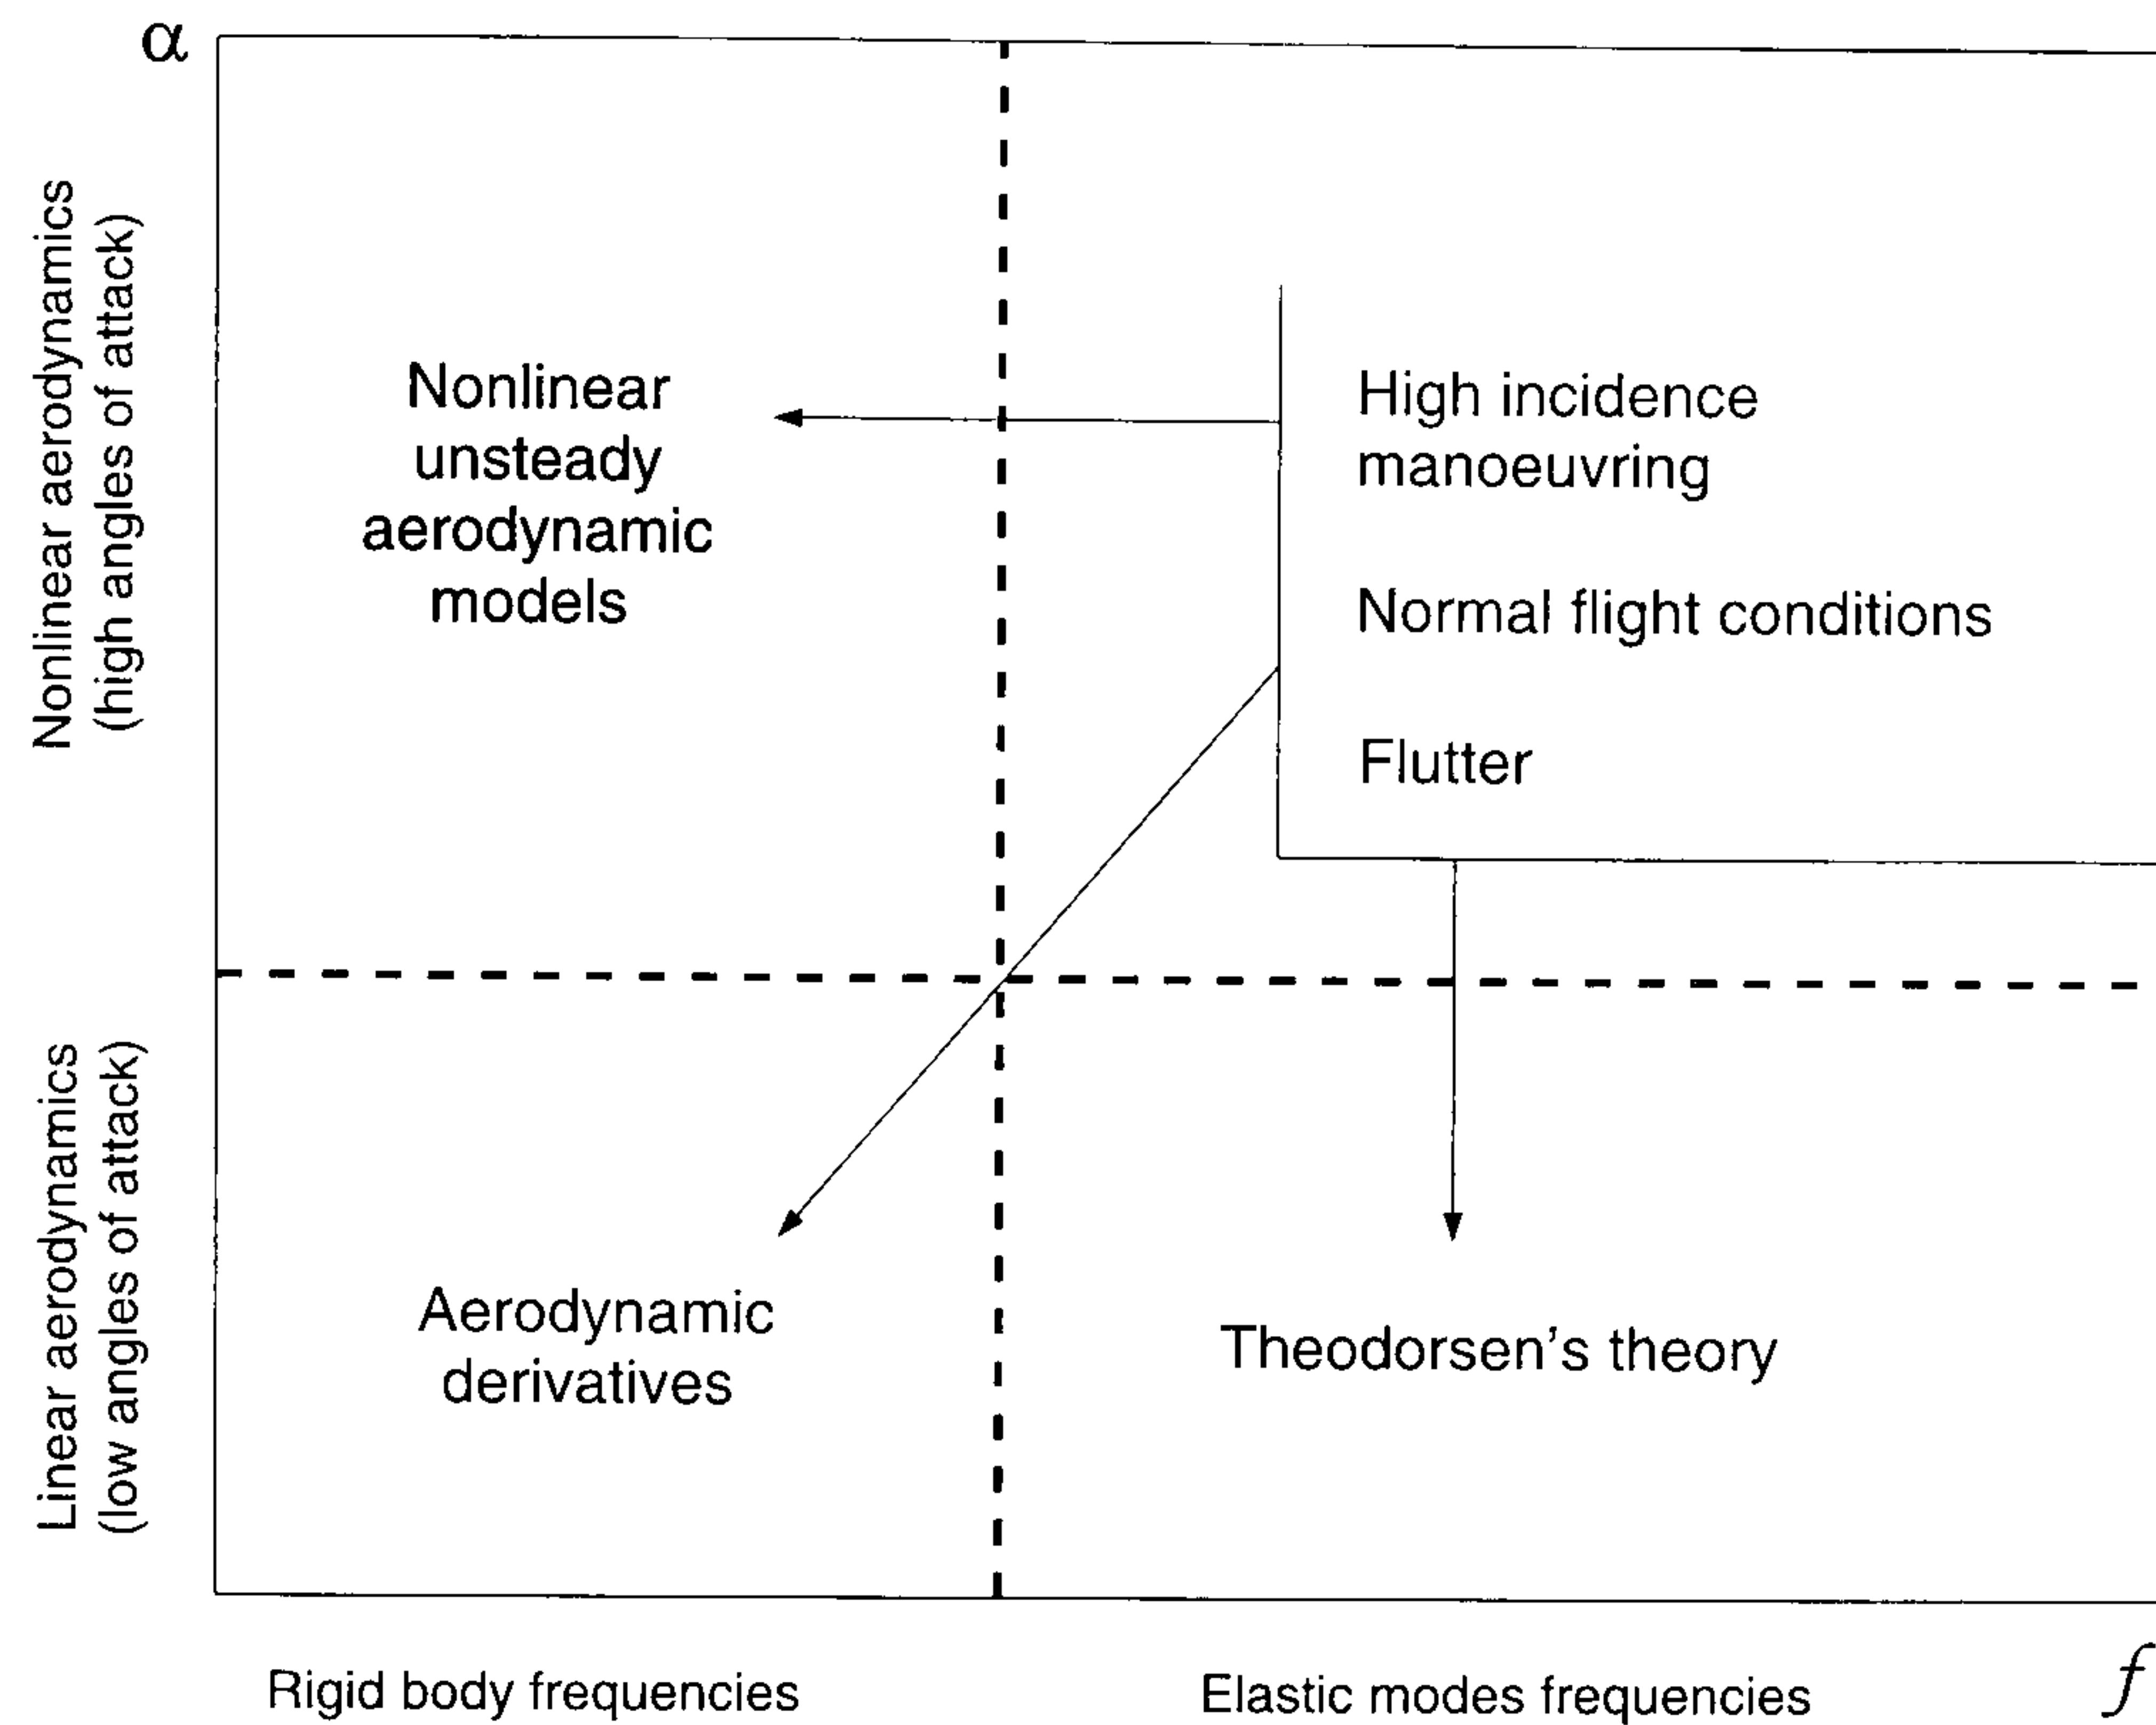 α
Nonlinear aerodynamics
(high angles of attack)
Nonlinear
unsteady
aerodynamic
models
High incidence
manoeuvring
Normal flight conditions
Flutter
Linear aerodynamics
(low angles of attack)
Aerodynamic
derivatives
Theodorsen's theory
Rigid body frequencies
Elastic modes frequencies
f